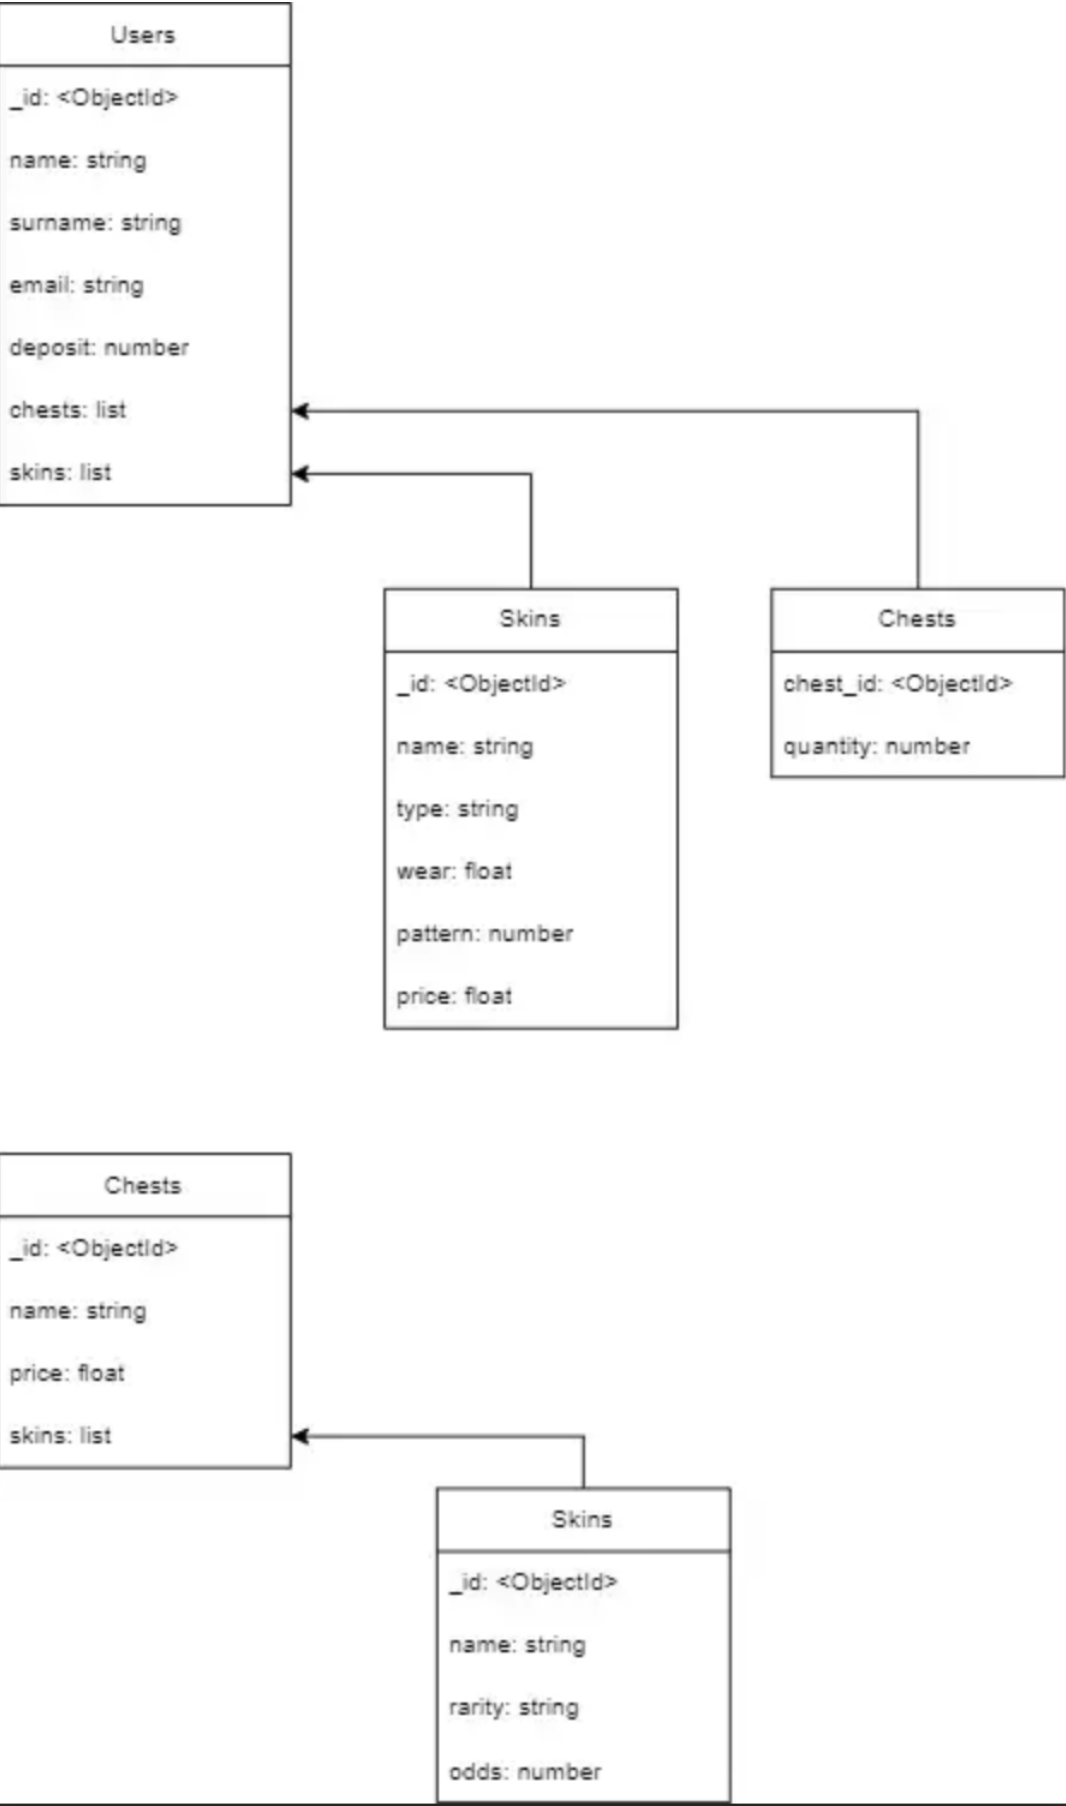 Users
_id: <ObjectId>
name: string
surname: string
email: string
deposit: number
chests: list
skins: list
Skins
_id: <ObjectId>
name: string
type: string
wear: float
pattern: number
price: float
Chests
chest_id: <ObjectId>
quantity: number
Chests
_id: <ObjectId>
name: string
price: float
skins: list
Skins
_id: <ObjectId>
name: string
rarity: string
odds: number